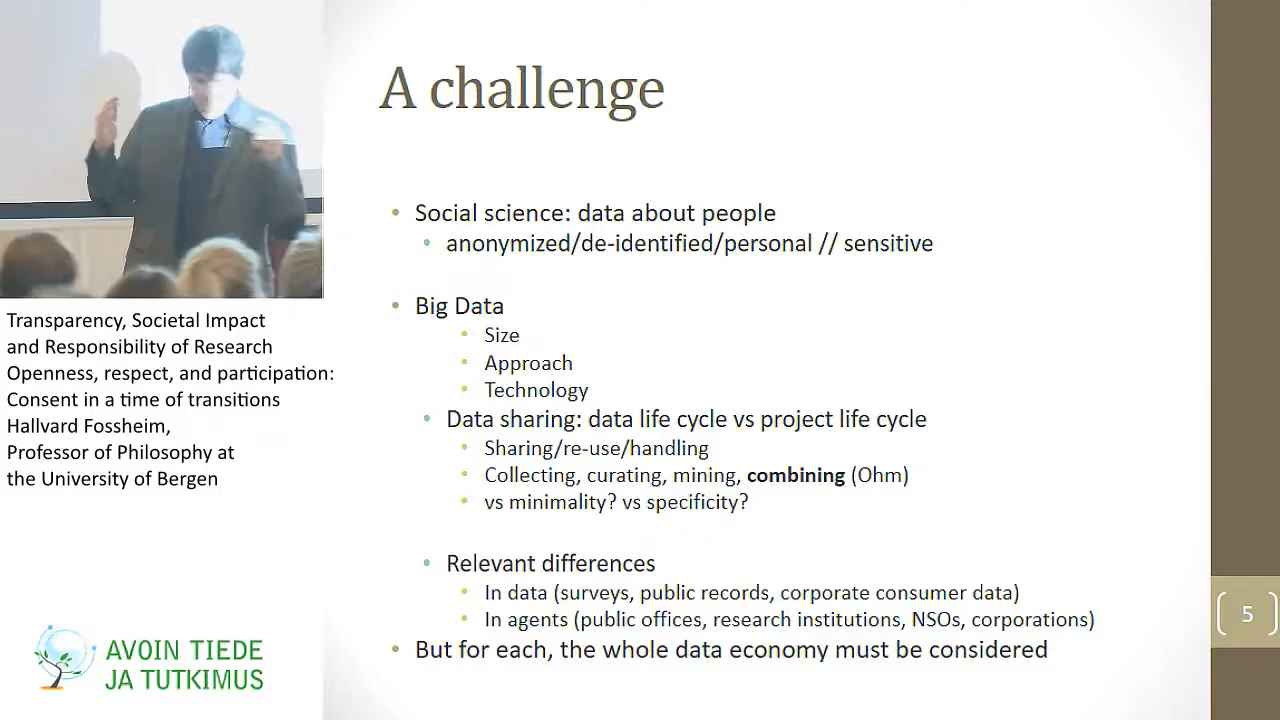 A challenge
• Social science: data about people
• anonymized/de-identified/personal // sensitive
• Big Data
• Size
• Approach
• Technology
• Data sharing: data life cycle vs project life cycle
• Sharing/re-use/handling
• Collecting, curating, mining, combining (Ohm)
• vs minimality? vs specificity?
• Relevant differences
• In data (surveys, public records, corporate consumer data)
• In agents (public offices, research institutions, NSOs, corporations)
• But for each, the whole data economy must be considered
5
Transparency, Societal Impact
and Responsibility of Research
Openness, respect, and participation:
Consent in a time of transitions
Hallvard Fossheim,
Professor of Philosophy at
the University of Bergen
AVOIN TIEDE
JA TUTKIMUS